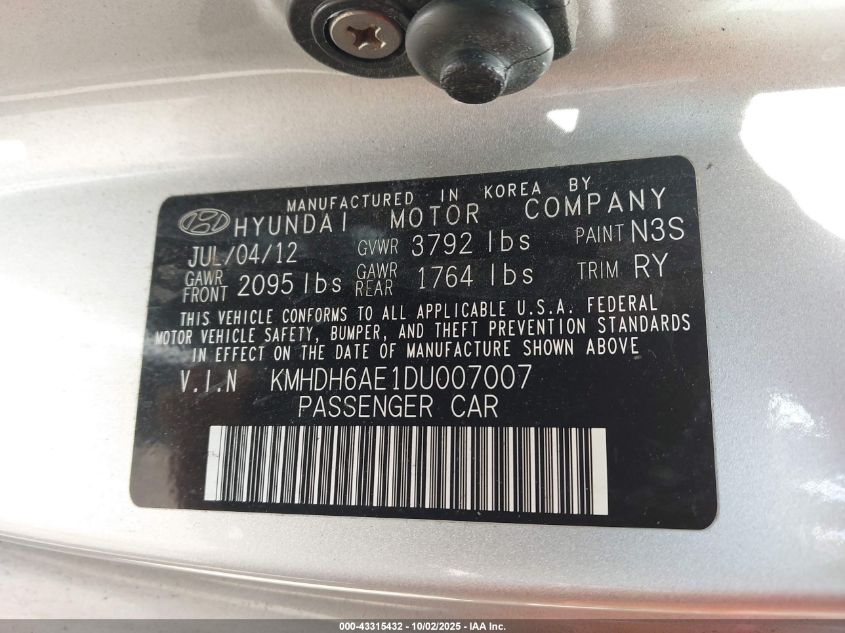 MANUFACTURED IN KOREA BY
HYUNDAI MOTOR COMPANY
JUL/04/12 GVWR 3792 lbs PAINT N3S
GAWR FRONT 2095 lbs GAWR REAR 1764 lbs TRIM RY
THIS VEHICLE CONFORMS TO ALL APPLICABLE U.S.A. FEDERAL
MOTOR VEHICLE SAFETY, BUMPER, AND THEFT PREVENTION STANDARDS
IN EFFECT ON THE DATE OF MANUFACTURE SHOWN ABOVE
V.I.N KMHDH6AE1DU007007
PASSENGER CAR
000-43315432 - 10/02/2025 - IAA Inc.